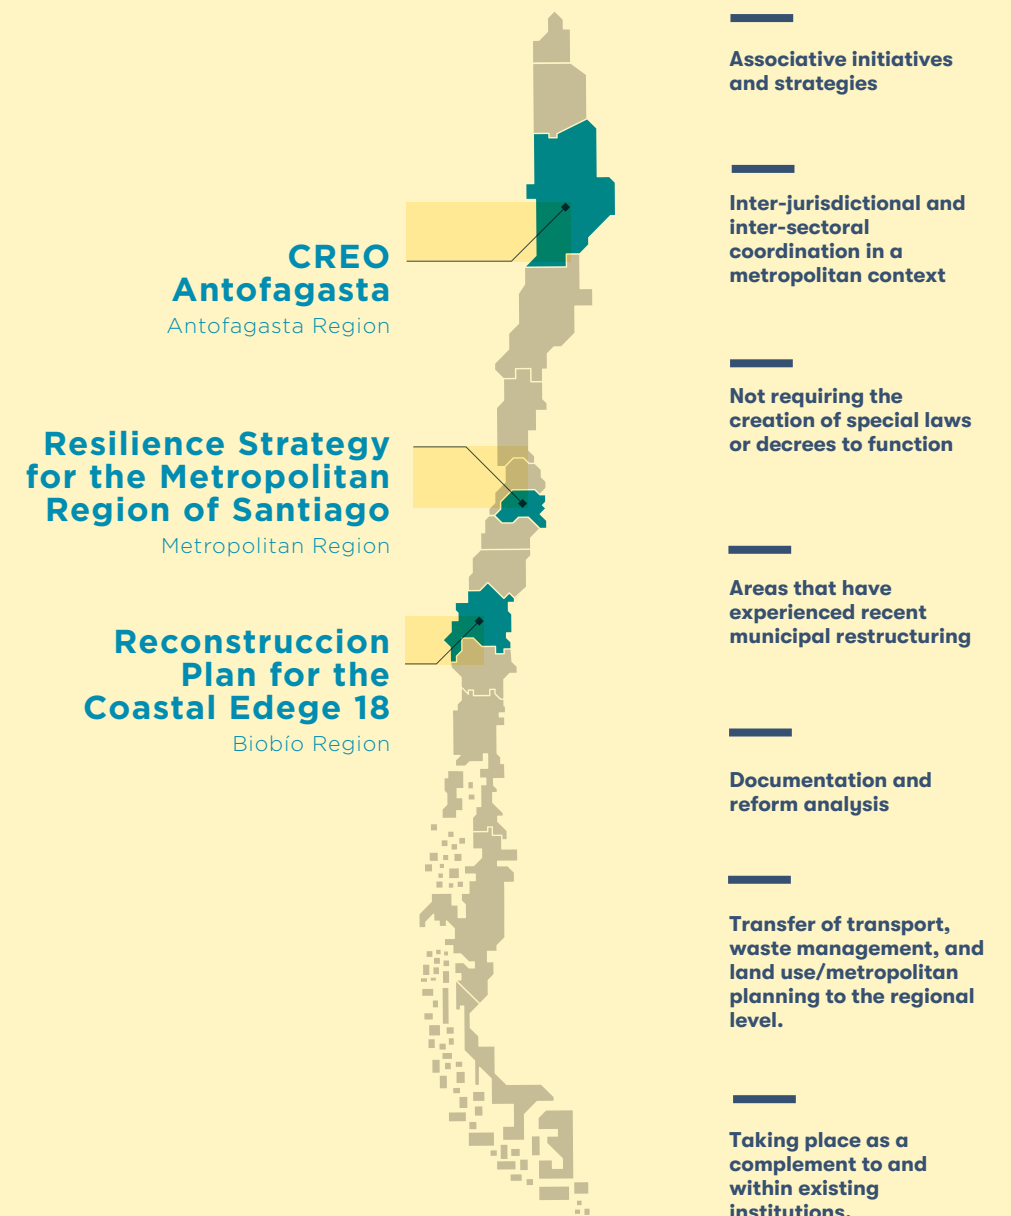 CREO
Antofagasta
Antofagasta Region
Resilience Strategy
for the Metropolitan
Region of Santiago
Metropolitan Region
Reconstruccion
Plan for the
Coastal Edege 18
Biobío Region
Associative initiatives
and strategies
Inter-jurisdictional and
inter-sectoral
coordination in a
metropolitan context
Not requiring the
creation of special laws
or decrees to function
Areas that have
experienced recent
municipal restructuring
Documentation and
reform analysis
Transfer of transport,
waste management, and
land use/metropolitan
planning to the regional
level.
Taking place as a
complement to and
within existing
institutions.